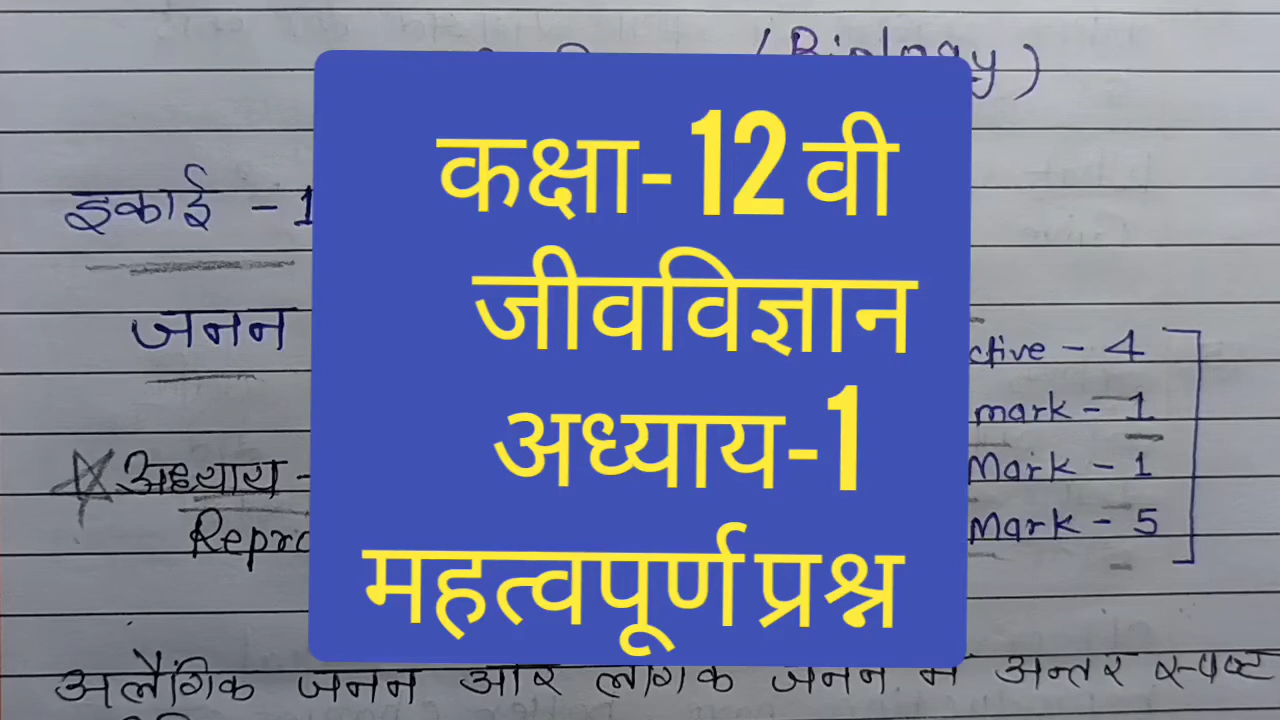 (Biology)
कक्षा-12 वी
इकाई - 1
जीवविज्ञान
जनन
ctive - 4
अध्याय-1
mark - 1
Mark - 1
अध्याय -
Mark - 5
Repro
महत्वपूर्ण प्रश्न
अलैंगिक जनन और लैंगिक जनन में अन्तर स्पष्ट